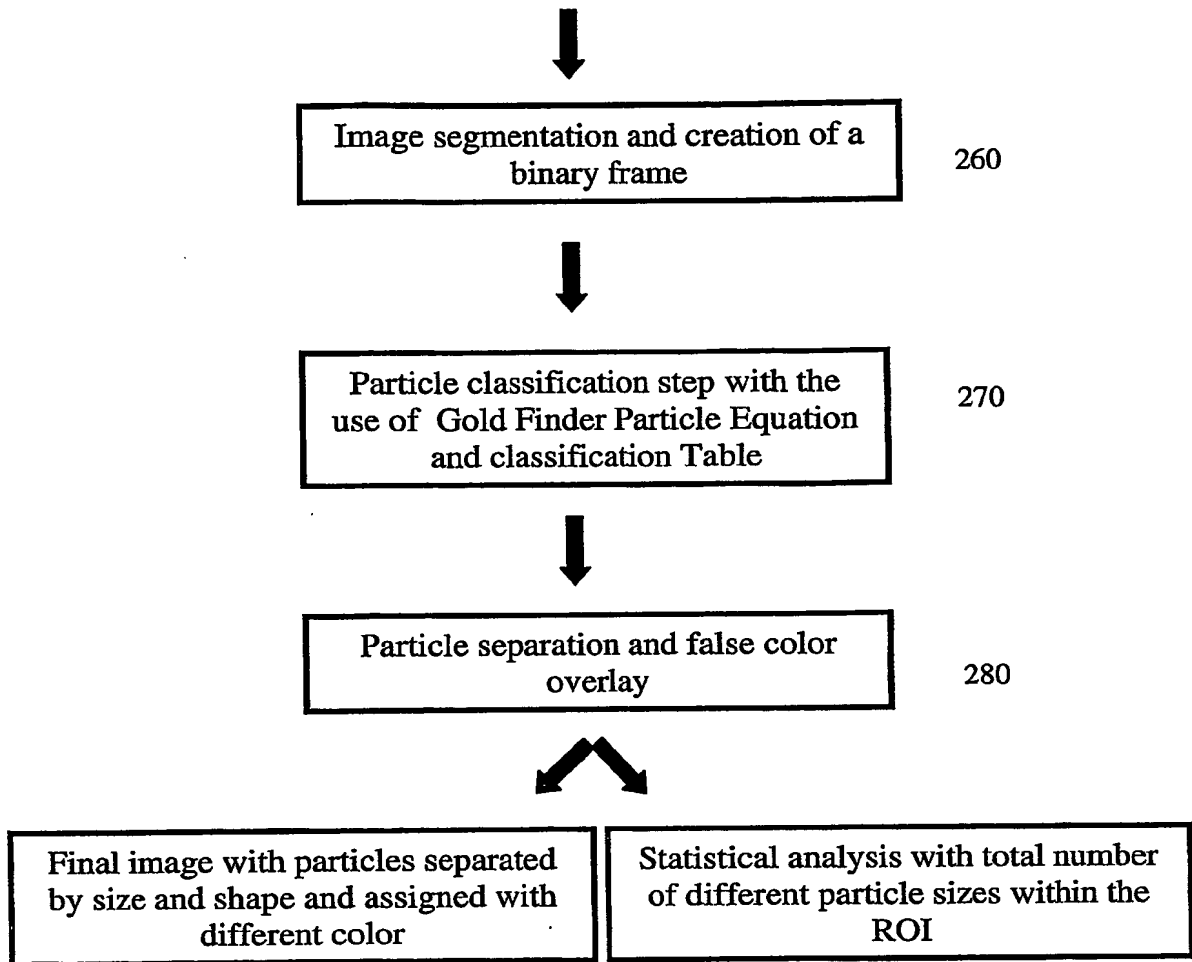 Image segmentation and creation of a
binary frame
260
Particle classification step with the
use of Gold Finder Particle Equation
and classification Table
270
Particle separation and false color
overlay
280
Final image with particles separated
by size and shape and assigned with
different color
Statistical analysis with total number
of different particle sizes within the
ROI